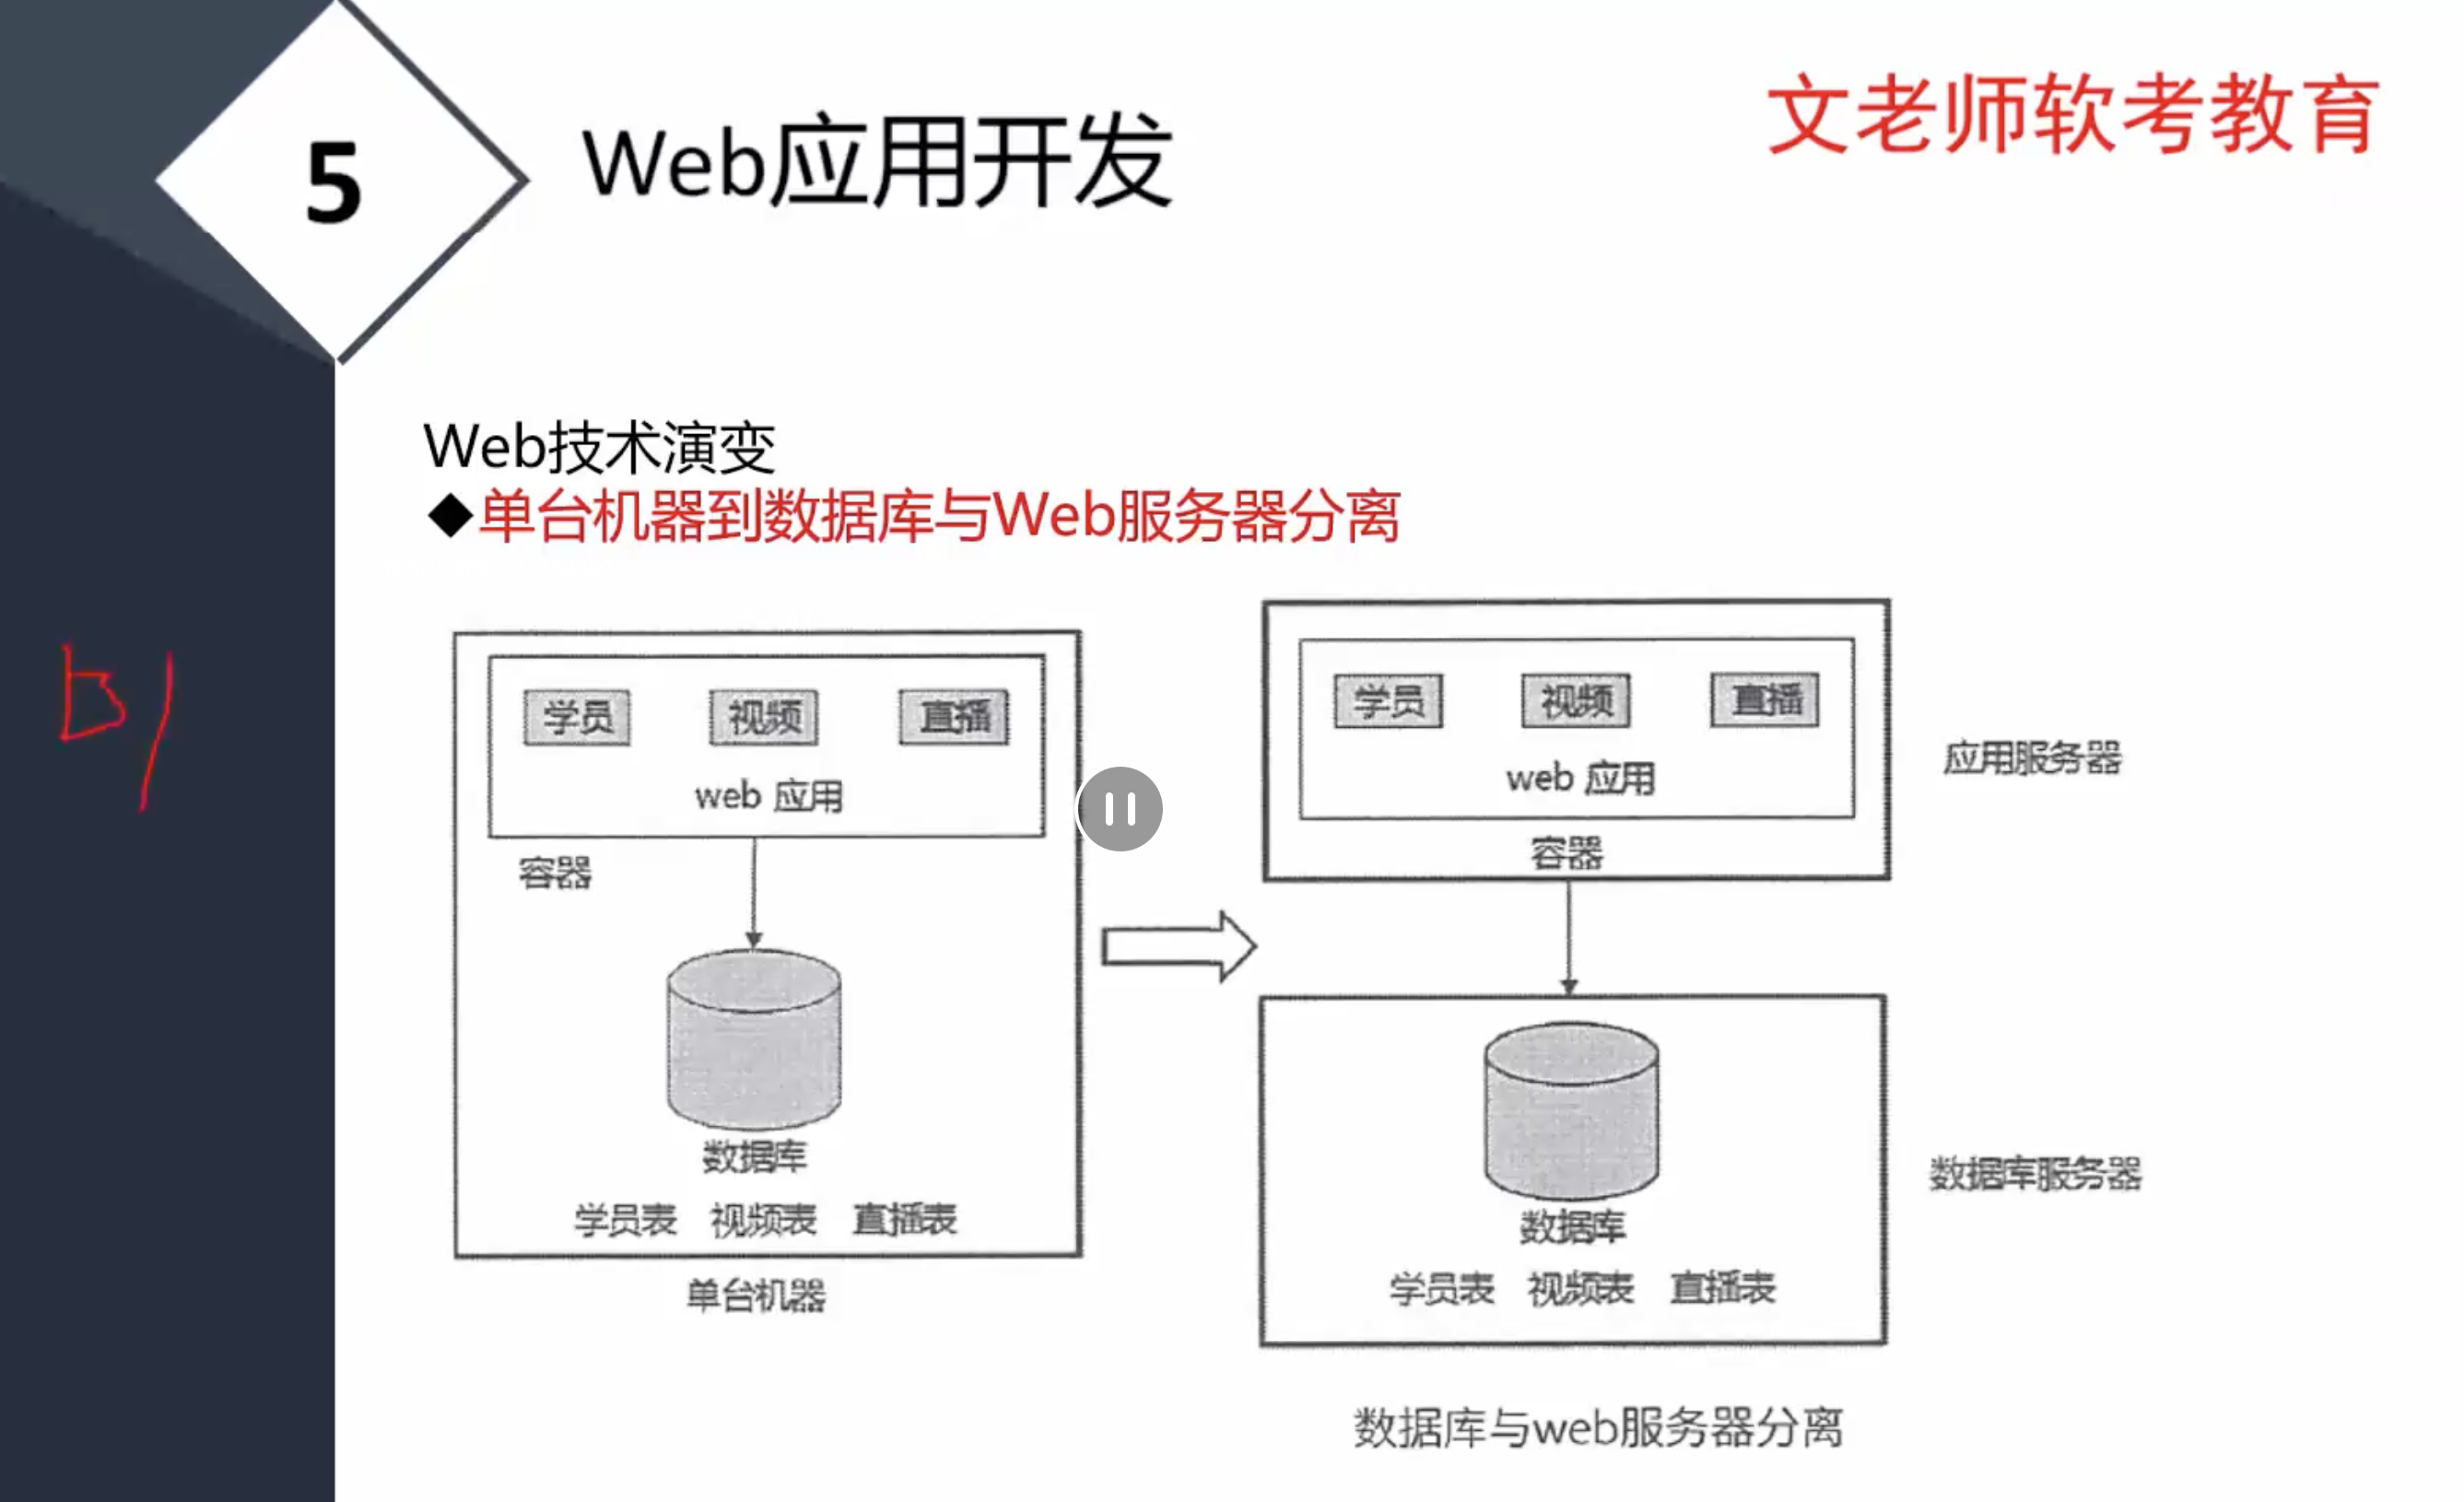 5
Web应用开发
文老师软考教育
Web技术演变
◆单台机器到数据库与Web服务器分离
学员 视频 直播
web 应用
容器
数据库
学员表 视频表 直播表
单台机器
学员 视频 直播
web 应用
容器
应用服务器
数据库
学员表 视频表 直播表
数据库服务器
数据库与web服务器分离